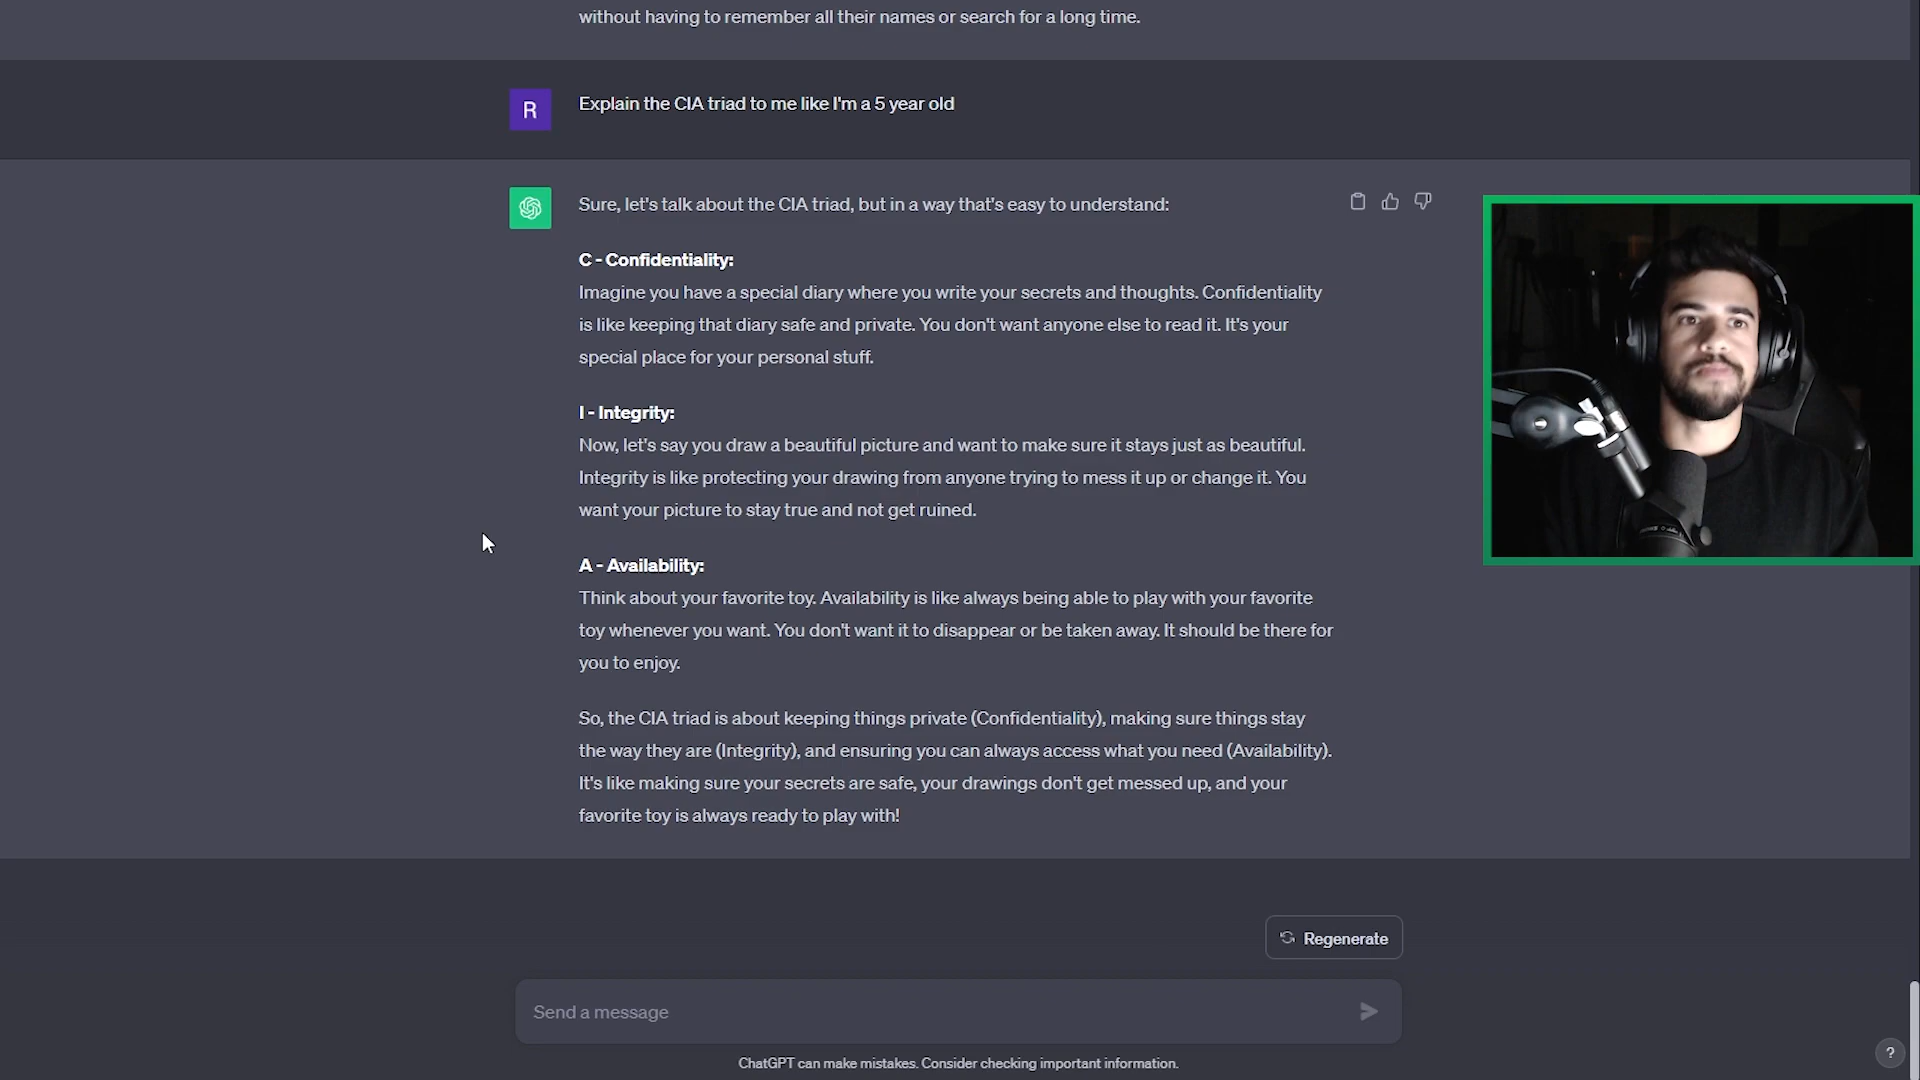 without having to remember all their names or search for a long time.
R
Explain the CIA triad to me like I'm a 5 year old
Sure, let's talk about the CIA triad, but in a way that's easy to understand:
C - Confidentiality:
Imagine you have a special diary where you write your secrets and thoughts. Confidentiality
is like keeping that diary safe and private. You don't want anyone else to read it. It's your
special place for your personal stuff.
I - Integrity:
Now, let's say you draw a beautiful picture and want to make sure it stays just as beautiful.
Integrity is like protecting your drawing from anyone trying to mess it up or change it. You
want your picture to stay true and not get ruined.
A - Availability:
Think about your favorite toy. Availability is like always being able to play with your favorite
toy whenever you want. You don't want it to disappear or be taken away. It should be there for
you to enjoy.
So, the CIA triad is about keeping things private (Confidentiality), making sure things stay
the way they are (Integrity), and ensuring you can always access what you need (Availability).
It's like making sure your secrets are safe, your drawings don't get messed up, and your
favorite toy is always ready to play with!
Regenerate
Send a message
ChatGPT can make mistakes. Consider checking important information.
?